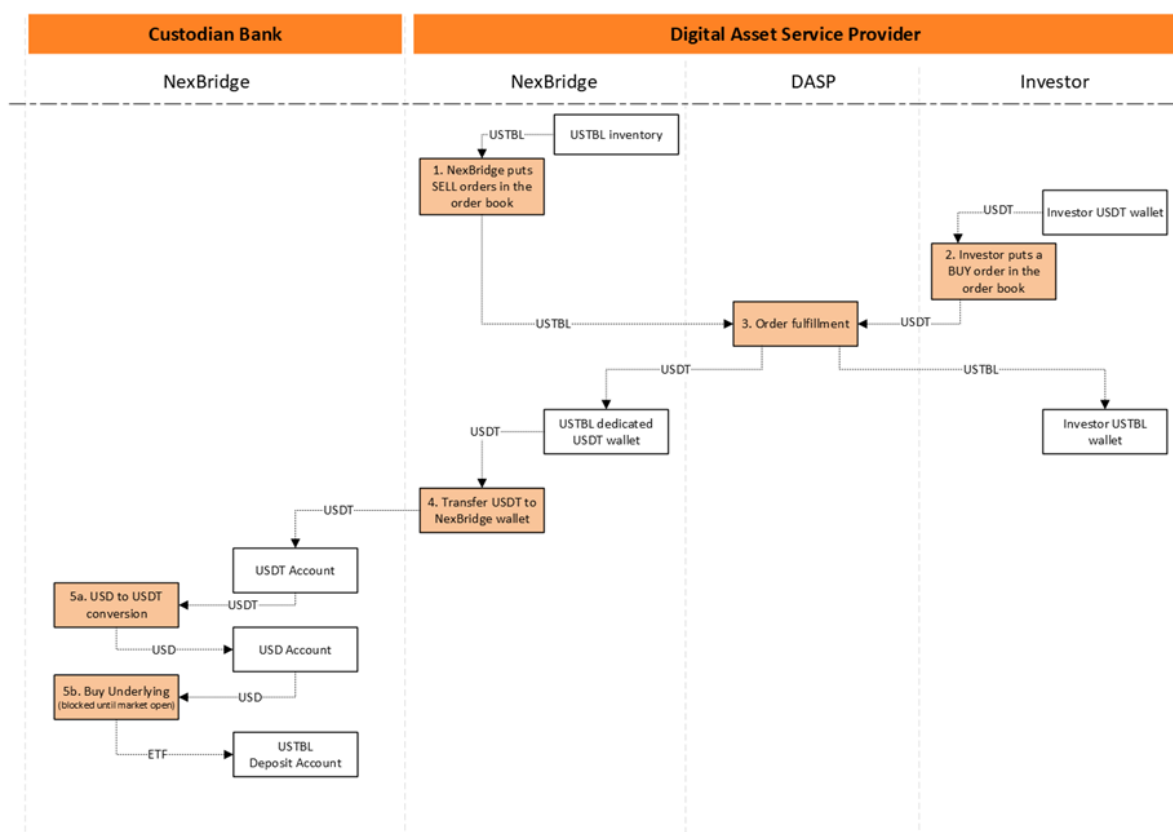 Custodian Bank
Digital Asset Service Provider
NexBridge
NexBridge
DASP
Investor
USTBL
USTBL inventory
1. NexBridge puts
SELL orders in the
order book
USDT
Investor USDT wallet
2. Investor puts a
BUY order in the
order book
USTBL
3. Order fulfillment
USDT
USDT
USTBL
USDT
USTBL dedicated
USDT wallet
Investor USTBL
wallet
4. Transfer USDT to
NexBridge wallet
USDT
USDT Account
5a. USD to USDT
conversion
USDT
USD
USD Account
5b. Buy Underlying
(blocked until market open)
USD
ETF
USTBL
Deposit Account